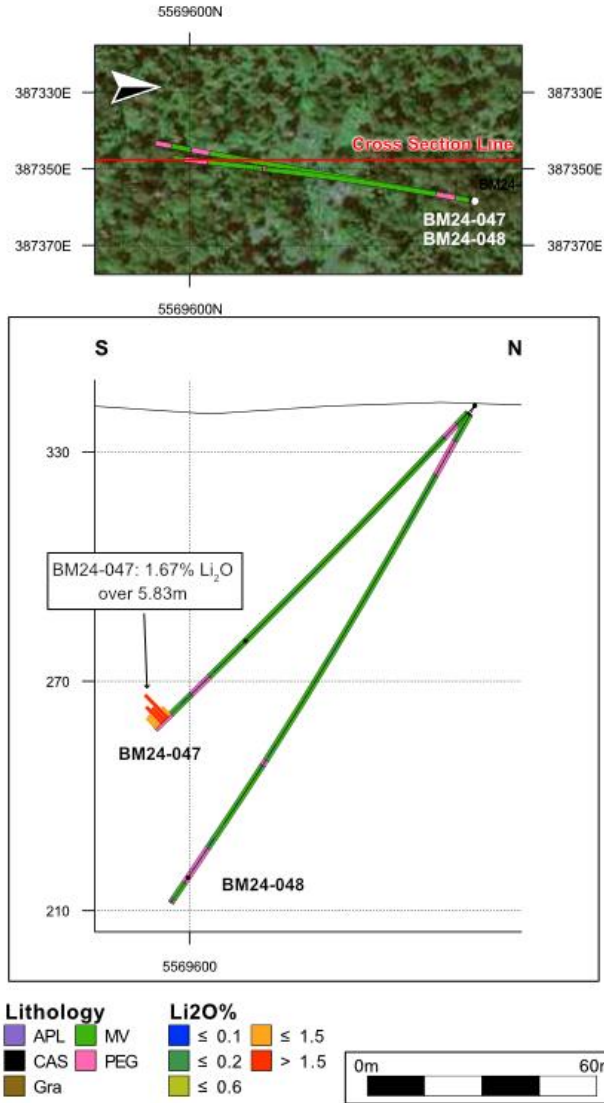 5569600N
387330E
387330E
Cross Section Line
387350E
387350E
BM24-
BM24-047
387370E
BM24-048
387370E
5569600N
S
N
330
BM24-047: 1.67% Li₂O
over 5.83m
270
BM24-047
BM24-048
210
5569600
Lithology
APL
MV
CAS
PEG
Gra
Li2O%
≤ 0.1
≤ 1.5
≤ 0.2
> 1.5
≤ 0.6
0m
60m